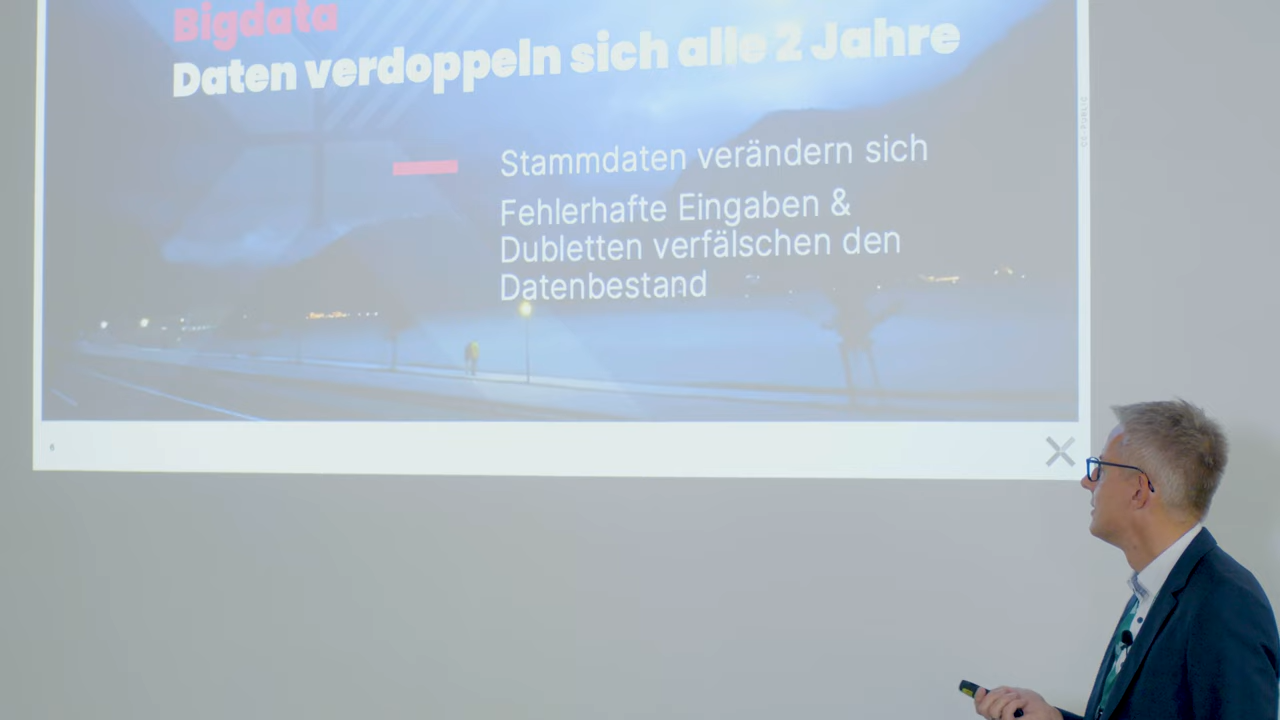 Bigdata
Daten verdoppeln sich alle 2 Jahre
Stammdaten verändern sich
Fehlerhafte Eingaben &
Dubletten verfälschen den
Datenbestand